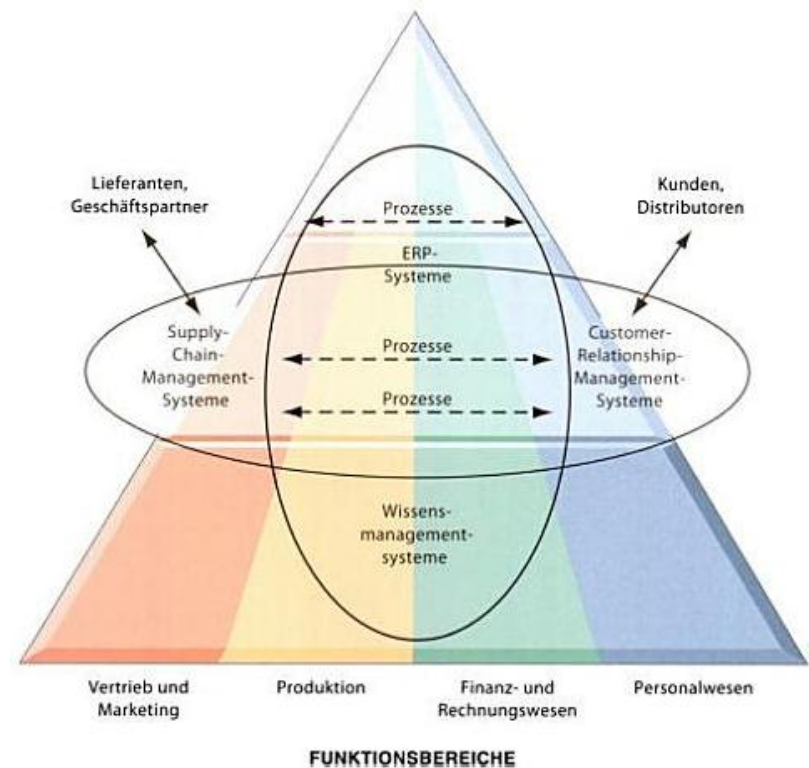 Lieferanten,
Geschäftspartner
Kunden,
Distributoren
Prozesse
ERP-
Systeme
Supply-
Chain-
Management-
Systeme
Prozesse
Customer-
Relationship-
Management-
Systeme
Prozesse
Wissens-
management-
systeme
Vertrieb und
Marketing
Produktion
Finanz- und
Rechnungswesen
Personalwesen
FUNKTIONSBEREICHE